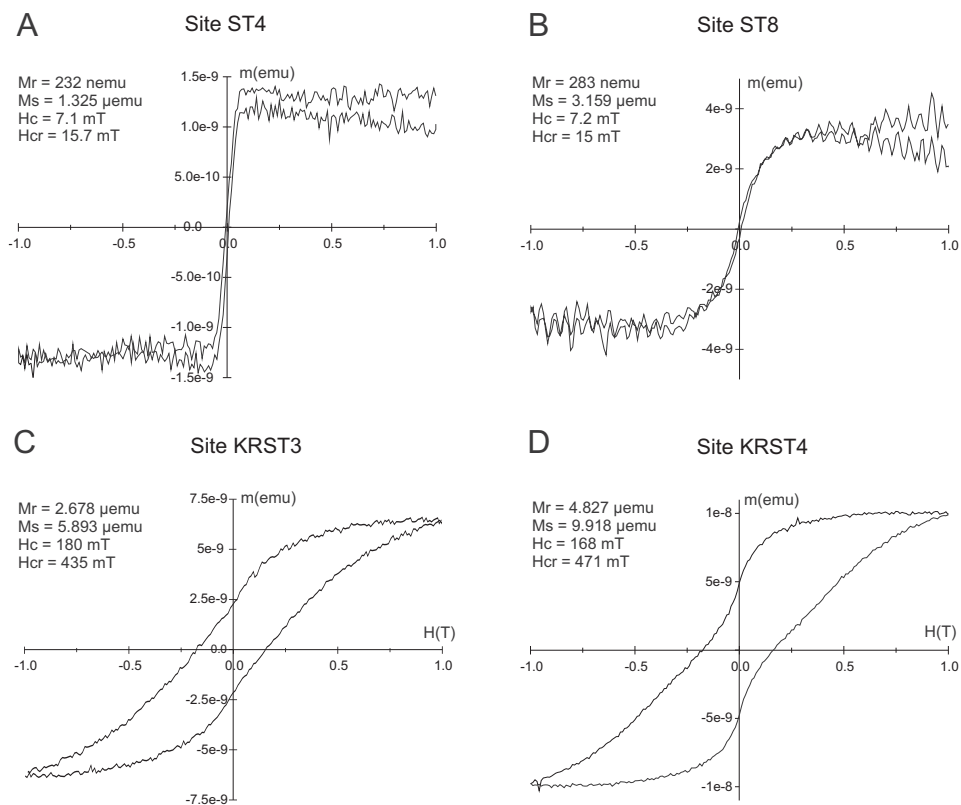 A
Site ST4
Mr = 232 nemu
Ms = 1.325 µemu
Hc = 7.1 mT
Hcr = 15.7 mT
m(emu)
1.5e-9
1.0e-9
5.0e-10
0.0
-1.0
-0.5
0.0
0.5
1.0
-5.0e-10
-1.0e-9
-1.5e-9
B
Site ST8
Mr = 283 nemu
Ms = 3.159 µemu
Hc = 7.2 mT
Hcr = 15 mT
m(emu)
4e-9
2e-9
-1.0
-0.5
0.0
0.5
1.0
-2e-9
-4e-9
C
Site KRST3
Mr = 2.678 µemu
Ms = 5.893 µemu
Hc = 180 mT
Hcr = 435 mT
m(emu)
7.5e-9
5e-9
2.5e-9
H(T)
0.0
-1.0
-0.5
0.0
0.5
1.0
-2.5e-9
-5e-9
-7.5e-9
D
Site KRST4
Mr = 4.827 µemu
Ms = 9.918 µemu
Hc = 168 mT
Hcr = 471 mT
m(emu)
1e-8
5e-9
H(T)
-1.0
-0.5
0.0
0.5
1.0
-5e-9
-1e-8